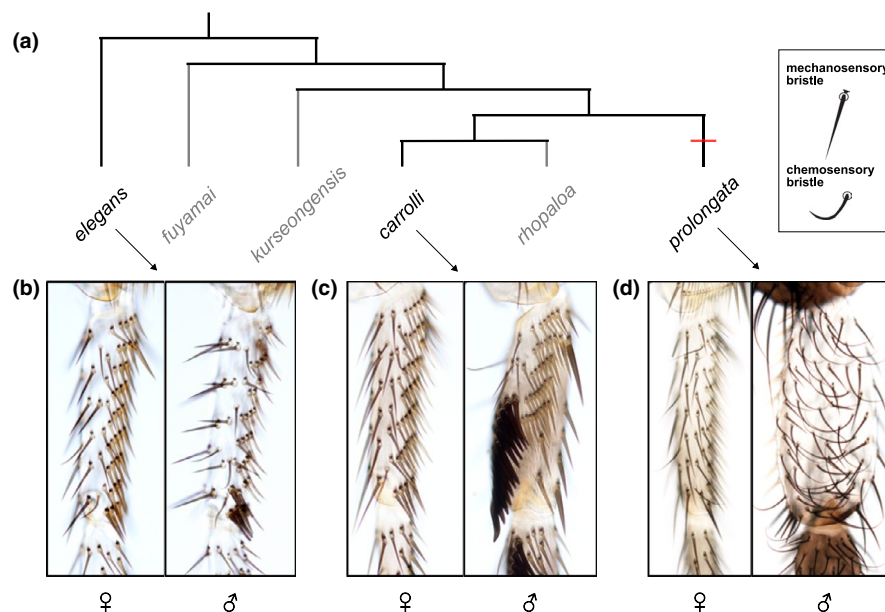 (a)
mechanosensory
bristle
chemosensory
bristle
elegans
fuyamai
kurseongensis
carrolli
rhopaloa
prolongata
(b)
(c)
(d)
♀ ♂ ♀ ♂ ♀ ♂